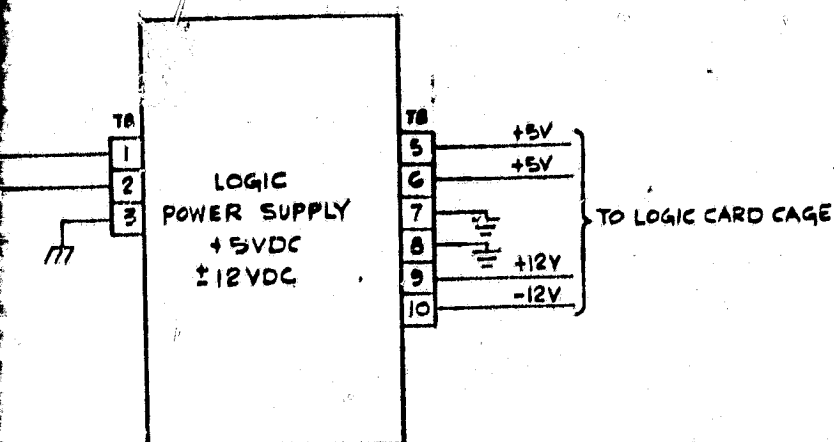 TB
1
2
3
LOGIC
POWER SUPPLY
+5VDC
±12VDC
TB
5
6
7
8
9
10
+5V
+5V
+12V
-12V
TO LOGIC CARD CAGE